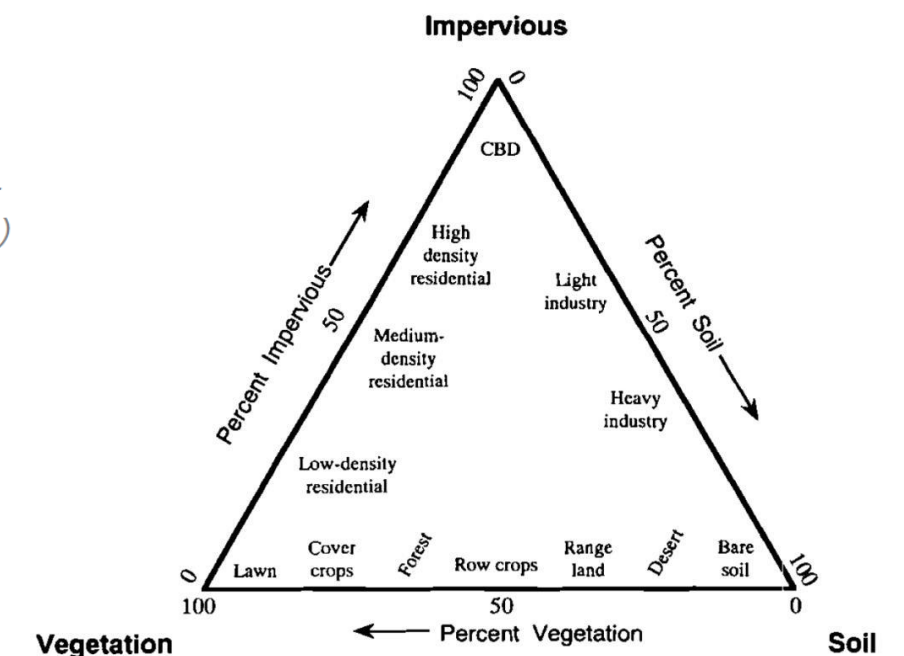 Impervious
100
0
CBD
High
density
residential
Light
industry
Percent Impervious
50
Percent Soil
50
Medium-
density
residential
Heavy
industry
Low-density
residential
Lawn
Cover
crops
Forest
Row crops
Range
land
Desert
Bare
soil
0
100
100
50
0
Percent Vegetation
Vegetation
Soil
)